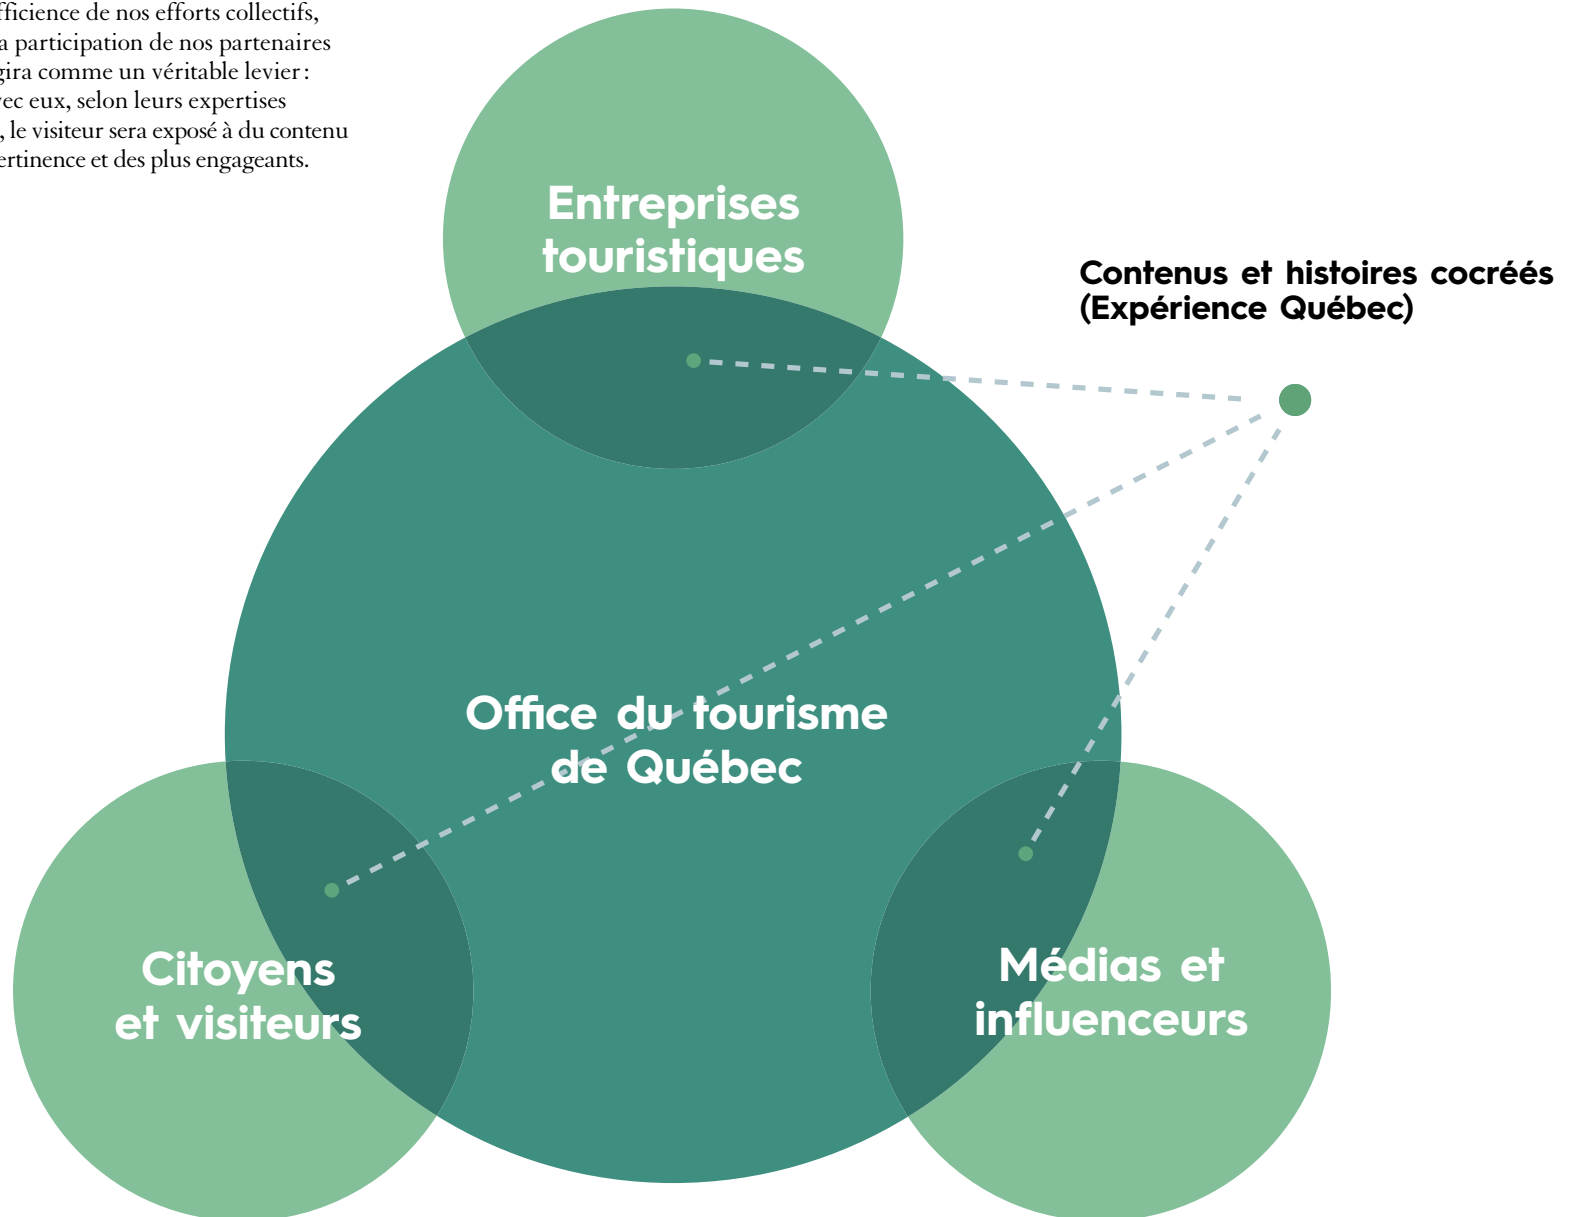 fficience de nos efforts collectifs,
a participation de nos partenaires
gira comme un véritable levier :
vec eux, selon leurs expertises
, le visiteur sera exposé à du contenu
ertinence et des plus engageants.
Entreprises
touristiques
Contenus et histoires cocréés
(Expérience Québec)
Office du tourisme
de Québec
Citoyens
et visiteurs
Médias et
influenceurs